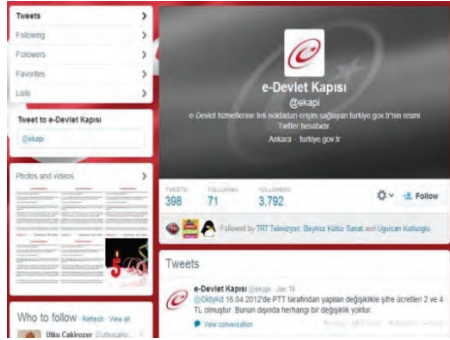 Tweets
Following
Followers
Favorites
Lists
Tweet to e-Devlet Kapısı
@ekapi
Photos and videos
Who to follow · Refresh · View all
Utku Cakirozer
e-Devlet Kapısı
@ekapi
e-Devlet hizmetlerine tek noktadan erişim sağlayan turkiye.gov.tr'nin resmi
Twitter hesabıdır.
Ankara · turkiye.gov.tr
TWEETS
FOLLOWING
FOLLOWERS
398
71
3,792
Follow
Followed by TRT Televizyon, Beykoz Kültür Sanat and Ugurcan Kutluoglu
Tweets
e-Devlet Kapısı @ekapi · Jan 14
16.04.2012'de PTT tarafından yapılan değişiklikle şifre ücretleri 2 ve 4
TL olmuştur. Bunun dışında herhangi bir değişiklik yoktur.
View conversation